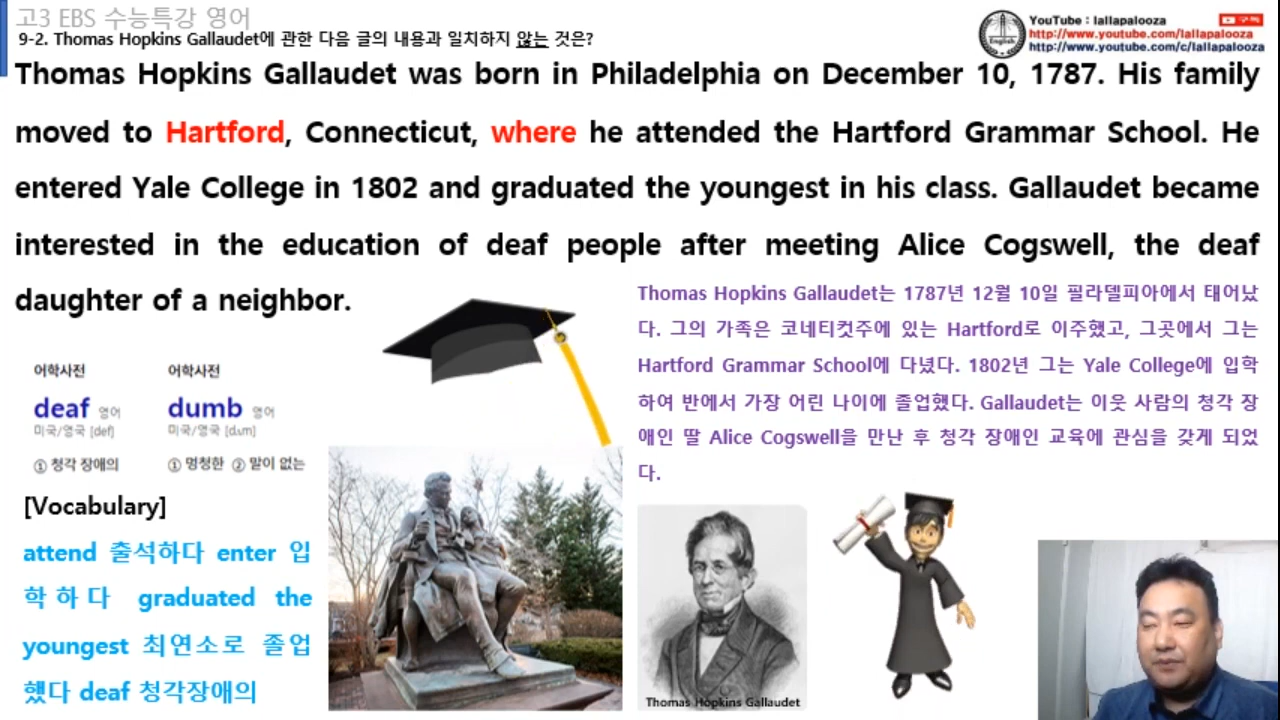 고3 EBS 수능특강 영어
9-2. Thomas Hopkins Gallaudet에 관한 다음 글의 내용과 일치하지 않는 것은?
YouTube : lallapalooza
구독
http://www.youtube.com/lallapalooza
http://www.youtube.com/c/lallapalooza
English
Thomas Hopkins Gallaudet was born in Philadelphia on December 10, 1787. His family
moved to Hartford, Connecticut, where he attended the Hartford Grammar School. He
entered Yale College in 1802 and graduated the youngest in his class. Gallaudet became
interested in the education of deaf people after meeting Alice Cogswell, the deaf
daughter of a neighbor.
Thomas Hopkins Gallaudet는 1787년 12월 10일 필라델피아에서 태어났
다. 그의 가족은 코네티컷주에 있는 Hartford로 이주했고, 그곳에서 그는
Hartford Grammar School에 다녔다. 1802년 그는 Yale College에 입학
하여 반에서 가장 어린 나이에 졸업했다. Gallaudet는 이웃 사람의 청각 장
애인 딸 Alice Cogswell을 만난 후 청각 장애인 교육에 관심을 갖게 되었
다.
어학사전
deaf 영어
미국/영국 [def]
① 청각 장애의
어학사전
dumb 영어
미국/영국 [dʌm]
① 멍청한 ② 말이 없는
[Vocabulary]
attend 출석하다 enter 입
학하다 graduated the
youngest 최연소로 졸업
했다 deaf 청각장애의
Thomas Hopkins Gallaudet